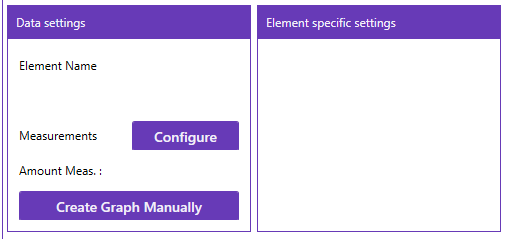 Data settings
Element specific settings
Element Name
Measurements
Configure
Amount Meas. :
Create Graph Manually